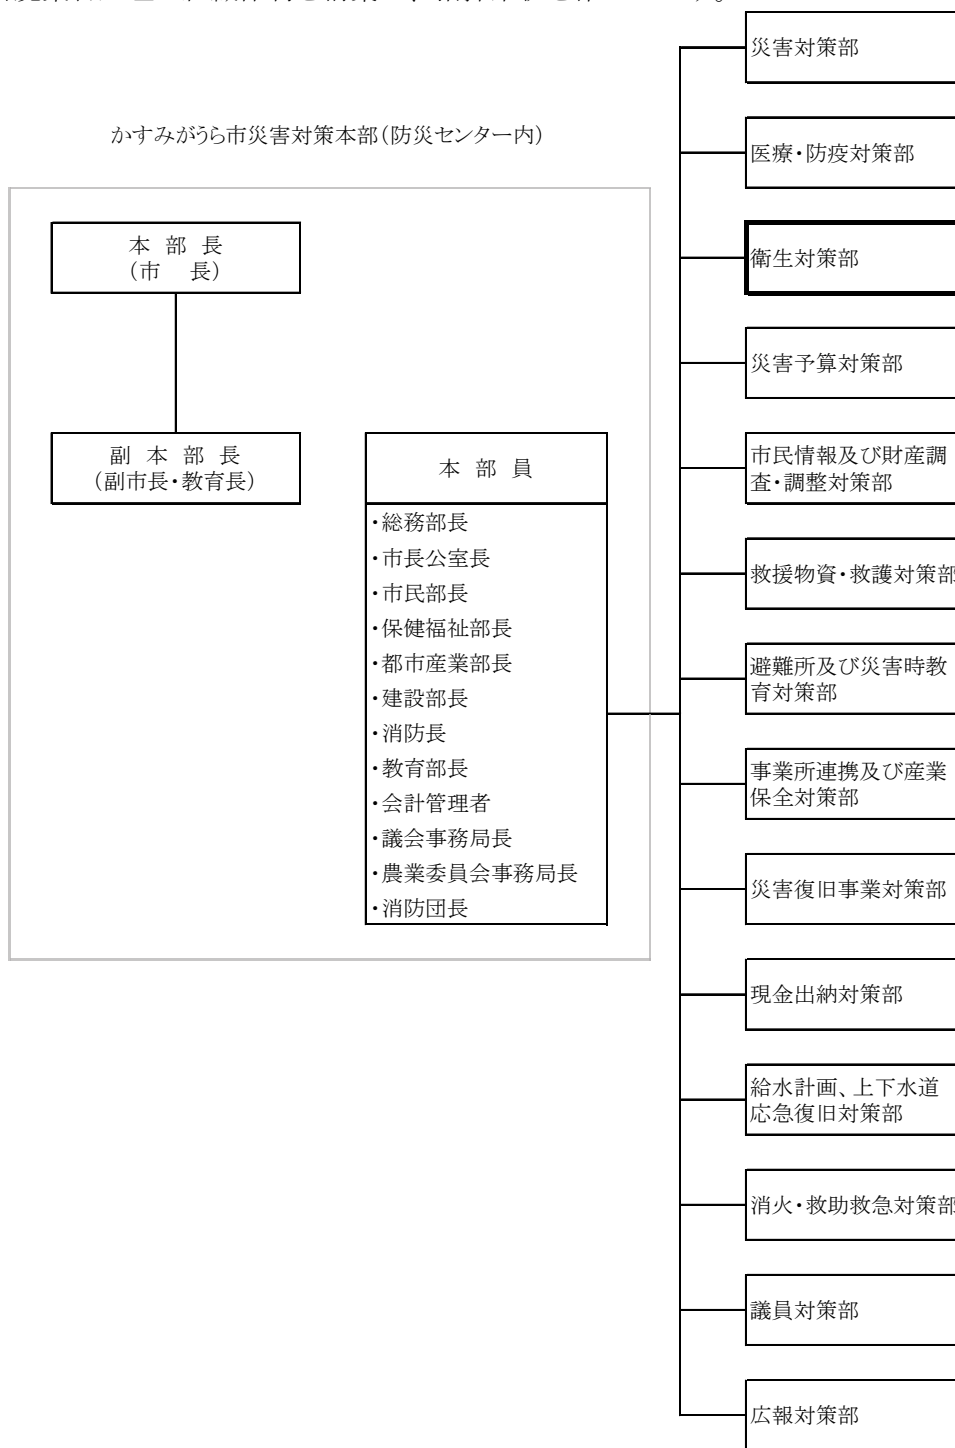 かすみがうら市災害対策本部(防災センター内)
本 部 長
(市 長)
副 本 部 長
(副市長・教育長)
本 部 員
・総務部長
・市長公室長
・市民部長
・保健福祉部長
・都市産業部長
・建設部長
・消防長
・教育部長
・会計管理者
・議会事務局長
・農業委員会事務局長
・消防団長
災害対策部
医療・防疫対策部
衛生対策部
災害予算対策部
市民情報及び財産調
査・調整対策部
救援物資・救護対策部
避難所及び災害時教
育対策部
事業所連携及び産業
保全対策部
災害復旧事業対策部
現金出納対策部
給水計画、上下水道
応急復旧対策部
消火・救助救急対策部
議員対策部
広報対策部